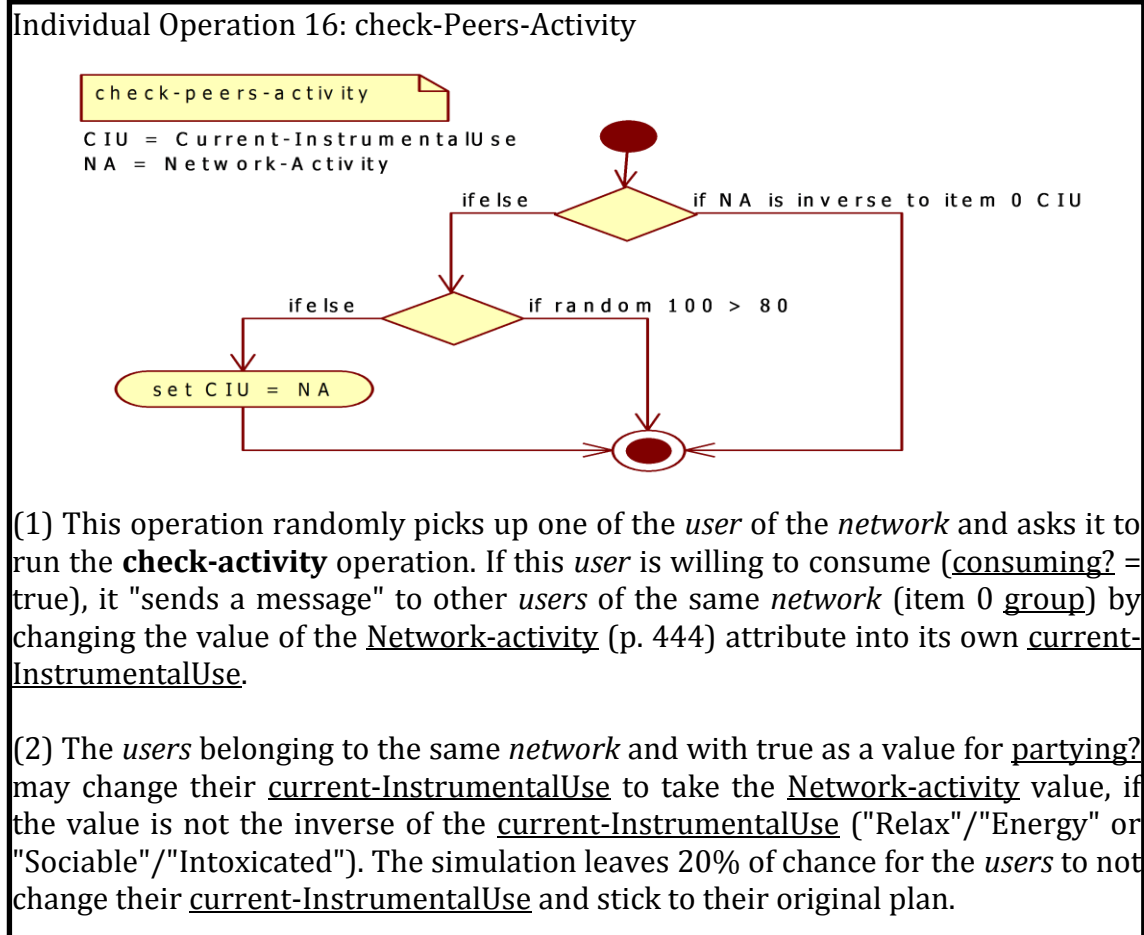 Individual Operation 16: check-Peers-Activity
check-peers-activity
CIU = Current-InstrumentalUse
NA = Network-Activity
ifelse
if NA is inverse to item 0 CIU
ifelse
if random 100 > 80
set CIU = NA
(1) This operation randomly picks up one of the user of the network and asks it to
run the check-activity operation. If this user is willing to consume (consuming? =
true), it "sends a message" to other users of the same network (item 0 group) by
changing the value of the Network-activity (p. 444) attribute into its own current-
InstrumentalUse.
(2) The users belonging to the same network and with true as a value for partying?
may change their current-InstrumentalUse to take the Network-activity value, if
the value is not the inverse of the current-InstrumentalUse ("Relax"/"Energy" or
"Sociable"/"Intoxicated"). The simulation leaves 20% of chance for the users to not
change their current-InstrumentalUse and stick to their original plan.